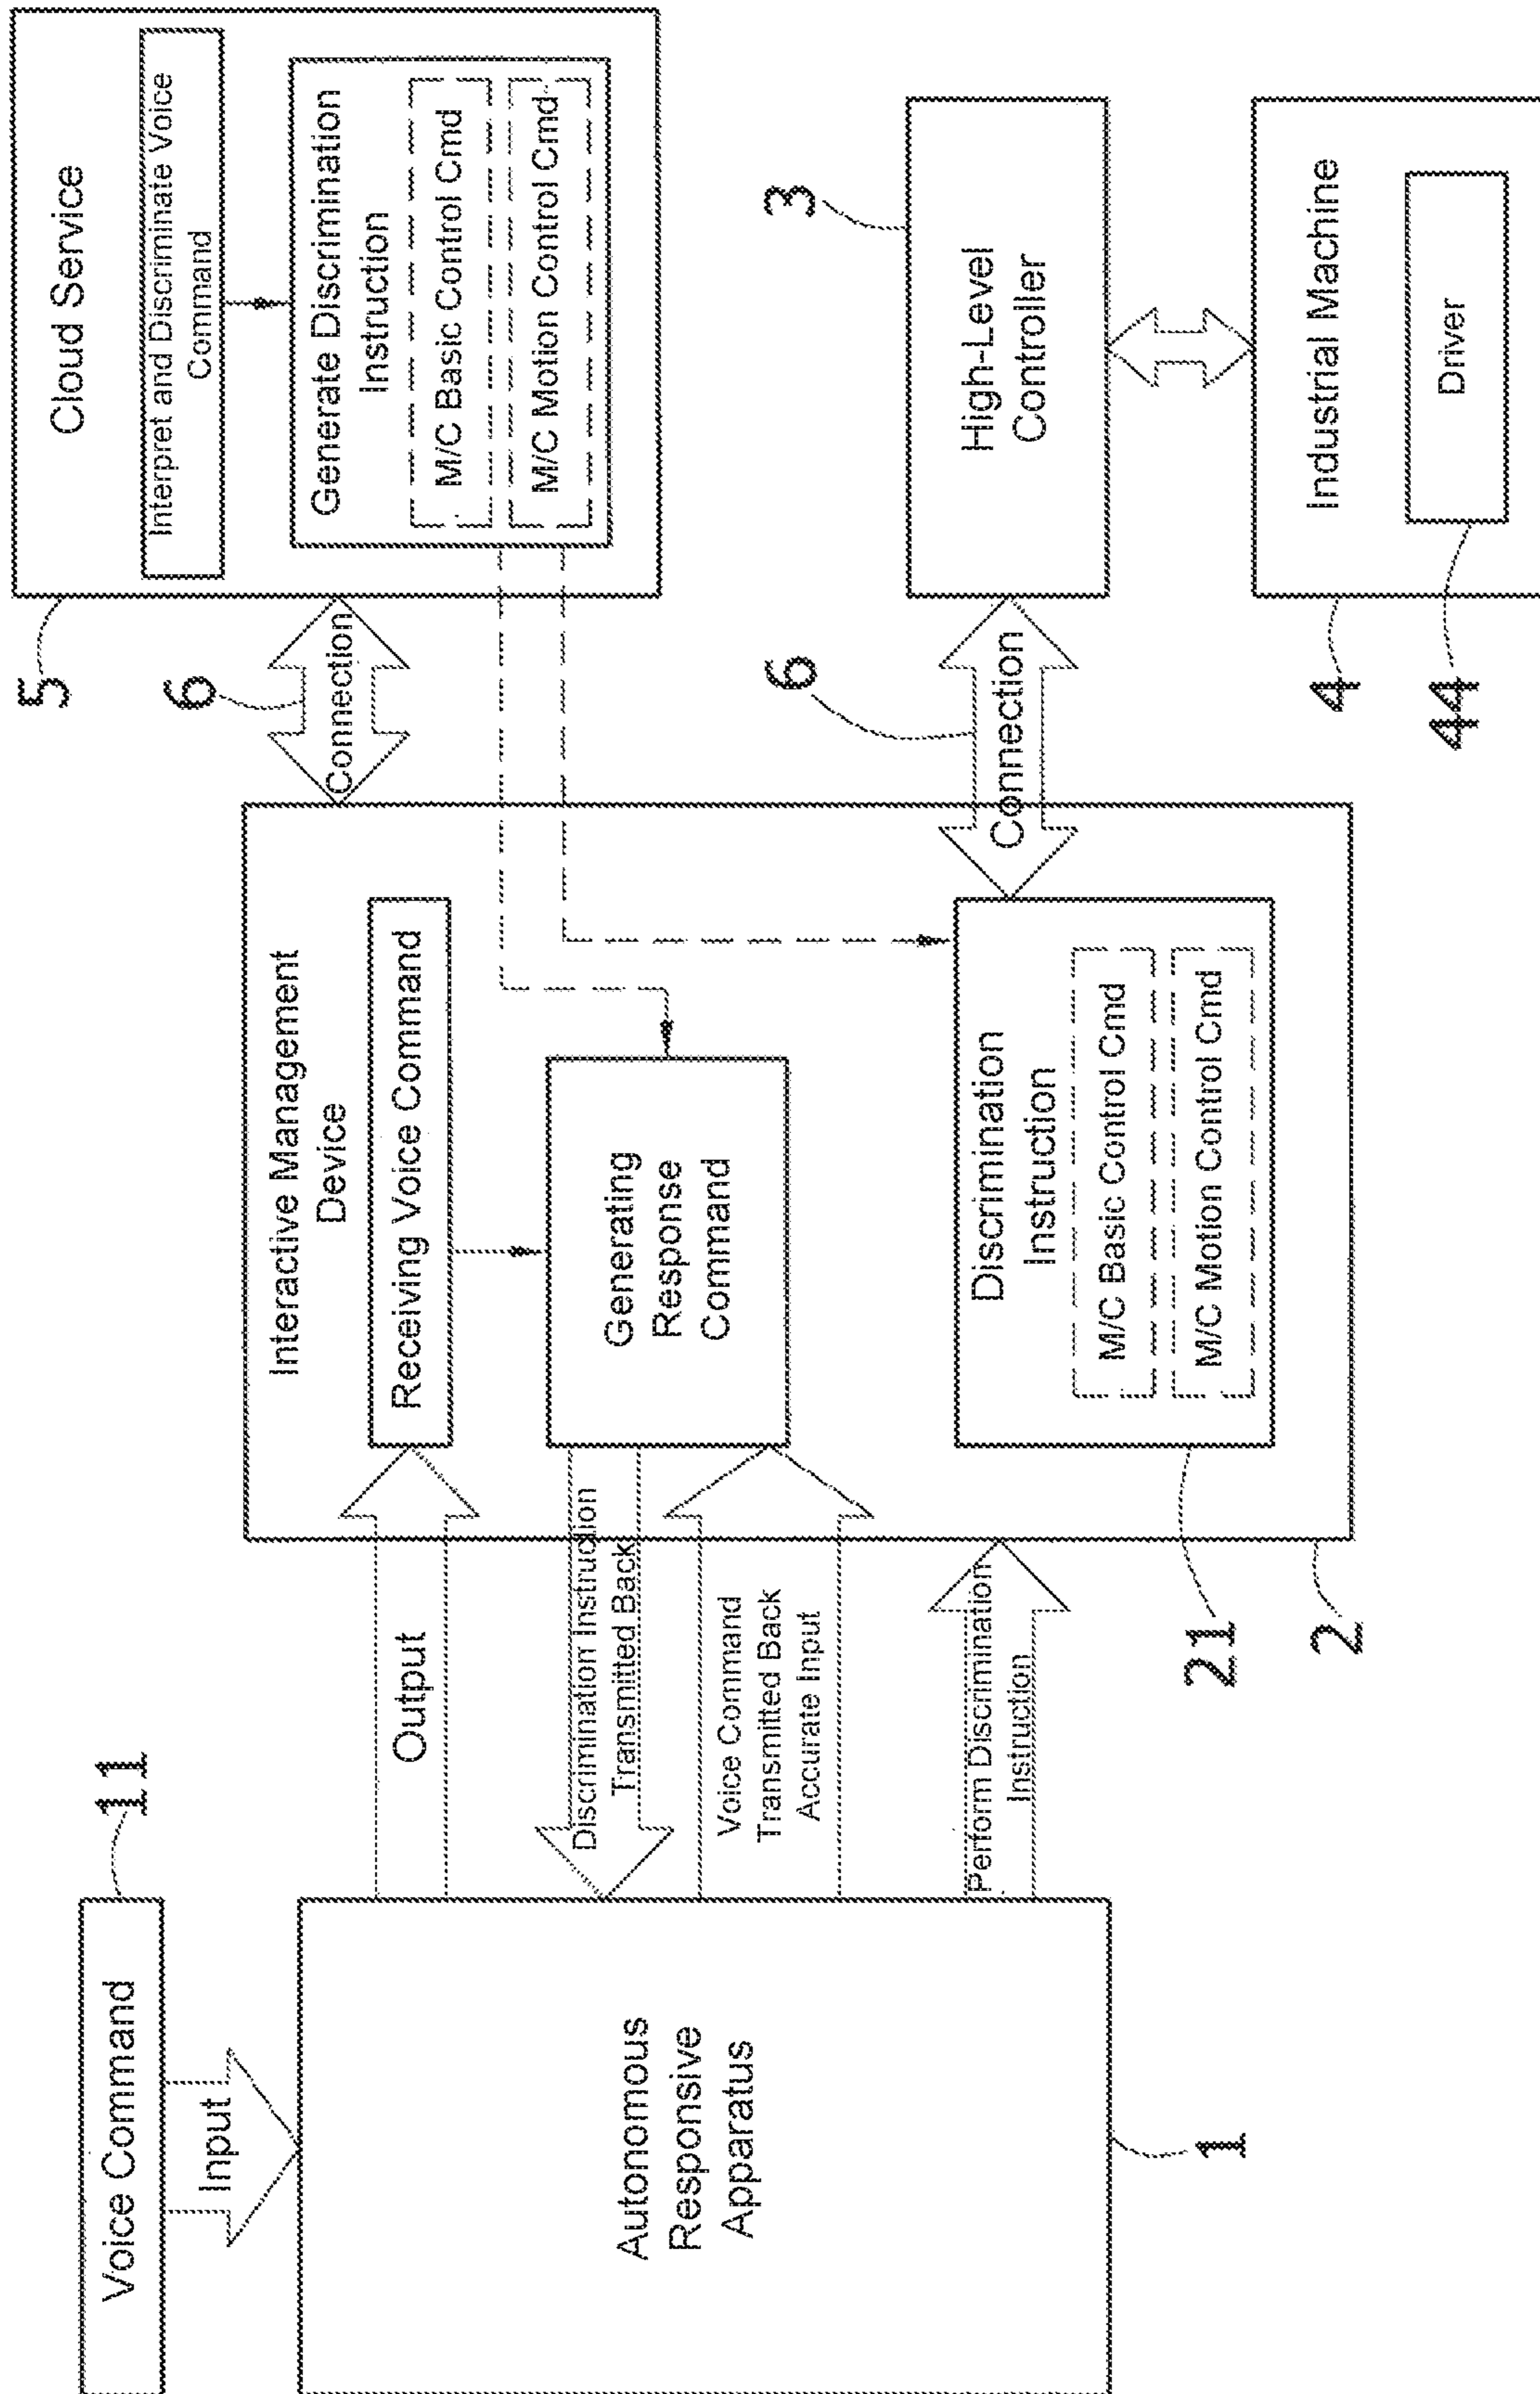 Voice Command
11
Input
Autonomous
Responsive
Apparatus
1
Output
Discrimination Instruction
Transmitted Back
Voice Command
Transmitted Back
Accurate Input
Perform Discrimination
Instruction
Interactive Management
Device
Receiving Voice Command
Generating
Response
Command
Discrimination
Instruction
M/C Basic Control Cmd
M/C Motion Control Cmd
21
2
5
6
Connection
6
Connection
Cloud Service
Interpret and Discriminate Voice
Command
Generate Discrimination
Instruction
M/C Basic Control Cmd
M/C Motion Control Cmd
3
High-Level
Controller
Industrial Machine
Driver
4
44